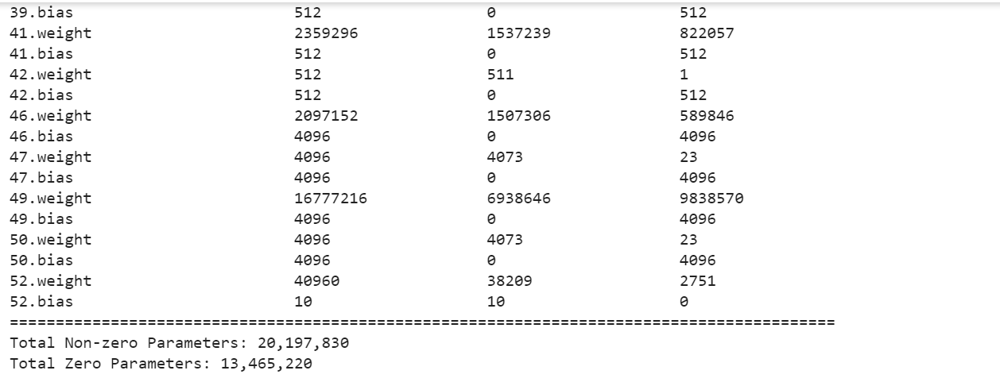 39.bias 512 0 512
41.weight 2359296 1537239 822057
41.bias 512 0 512
42.weight 512 511 1
42.bias 512 0 512
46.weight 2097152 1507306 589846
46.bias 4096 0 4096
47.weight 4096 4073 23
47.bias 4096 0 4096
49.weight 16777216 6938646 9838570
49.bias 4096 0 4096
50.weight 4096 4073 23
50.bias 4096 0 4096
52.weight 40960 38209 2751
52.bias 10 10 0
==========================================================================================
Total Non-zero Parameters: 20,197,830
Total Zero Parameters: 13,465,220